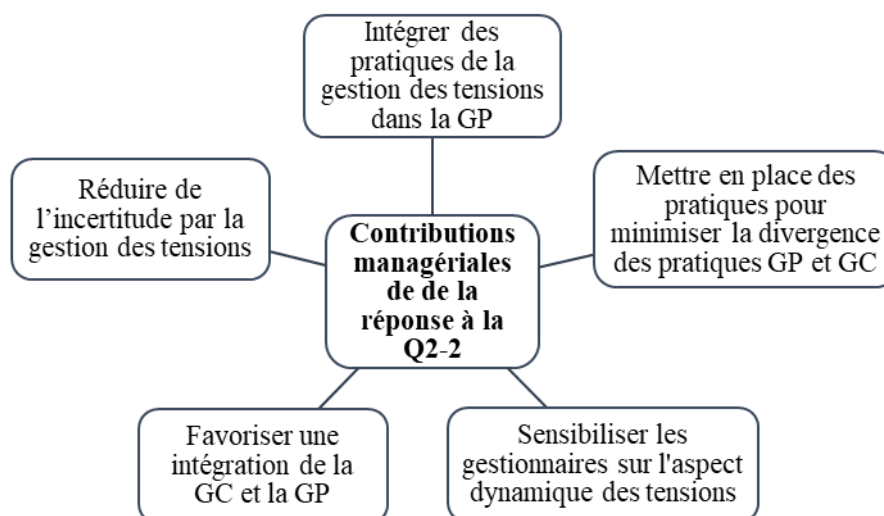 Intégrer des
pratiques de la
gestion des tensions
dans la GP
Réduire de
l'incertitude par la
gestion des tensions
Contributions
managériales
de de la
réponse à la
Q2-2
Mettre en place des
pratiques pour
minimiser la divergence
des pratiques GP et GC
Favoriser une
intégration de la
GC et la GP
Sensibiliser les
gestionnaires sur l'aspect
dynamique des tensions